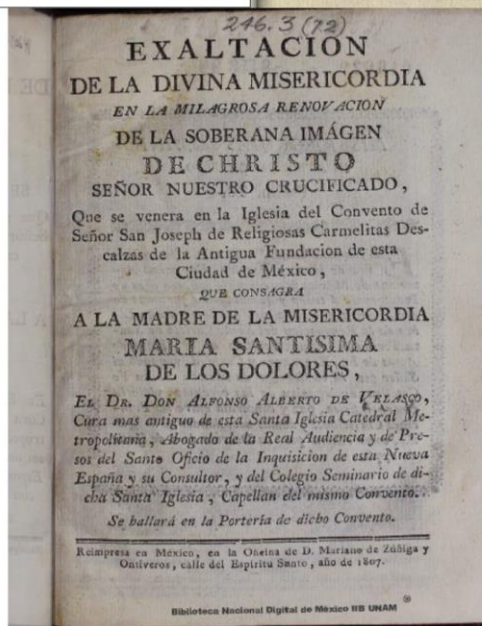 246.3(72)
EXALTACION
DE LA DIVINA MISERICORDIA
EN LA MILAGROSA RENOVACION
DE LA SOBERANA IMÁGEN
DE CHRISTO
SEÑOR NUESTRO CRUCIFICADO,
Que se venera en la Iglesia del Convento de
Señor San Joseph de Religiosas Carmelitas Des-
calzas de la Antigua Fundacion de esta
Ciudad de México,
QUE CONSAGRA
A LA MADRE DE LA MISERICORDIA
MARIA SANTISIMA
DE LOS DOLORES,
EL DR. DON ALFONSO ALBERTO DE VELASCO,
Cura mas antiguo de esta Santa Iglesia Catedral Me-
tropolitana, Abogado de la Real Audiencia y de Pre-
sos del Santo Oficio de la Inquisicion de esta Nueva
España y su Consultor, y del Colegio Seminario de di-
cha Santa Iglesia, Capellan del mismo Convento.
Se hallará en la Portería de dicho Convento.
Reimpresa en México, en la Oficina de D. Mariano de Zúñiga y
Ontiveros, calle del Espíritu Santo, año de 1807.
Biblioteca Nacional Digital de México IIB UNAM